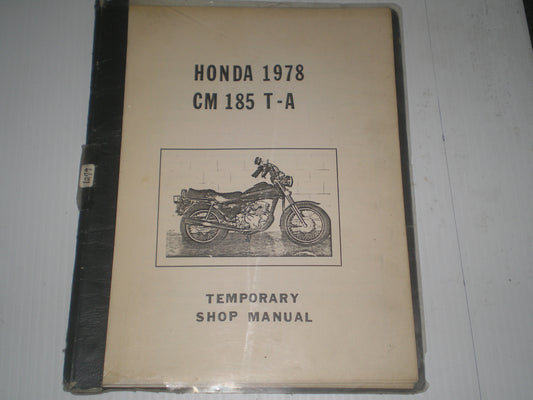 HONDA 1978
CM 185 T-A
TEMPORARY
SHOP MANUAL